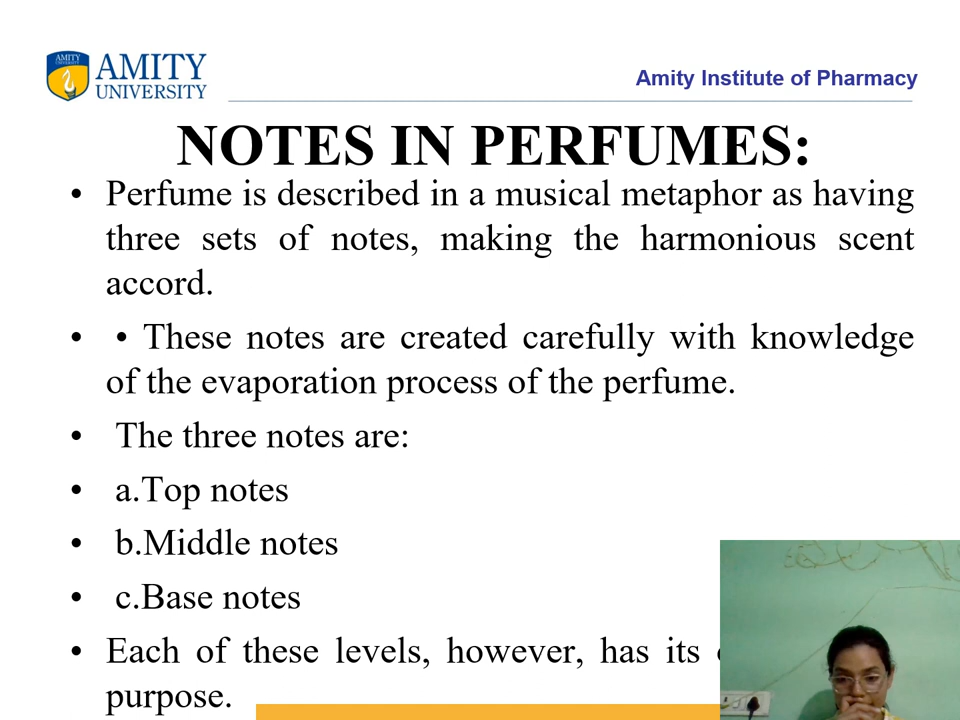 AMITY
AMITY
UNIVERSITY
Amity Institute of Pharmacy
NOTES IN PERFUMES:
• Perfume is described in a musical metaphor as having
three sets of notes, making the harmonious scent
accord.
• • These notes are created carefully with knowledge
of the evaporation process of the perfume.
• The three notes are:
• a.Top notes
• b.Middle notes
• c.Base notes
• Each of these levels, however, has its
purpose.